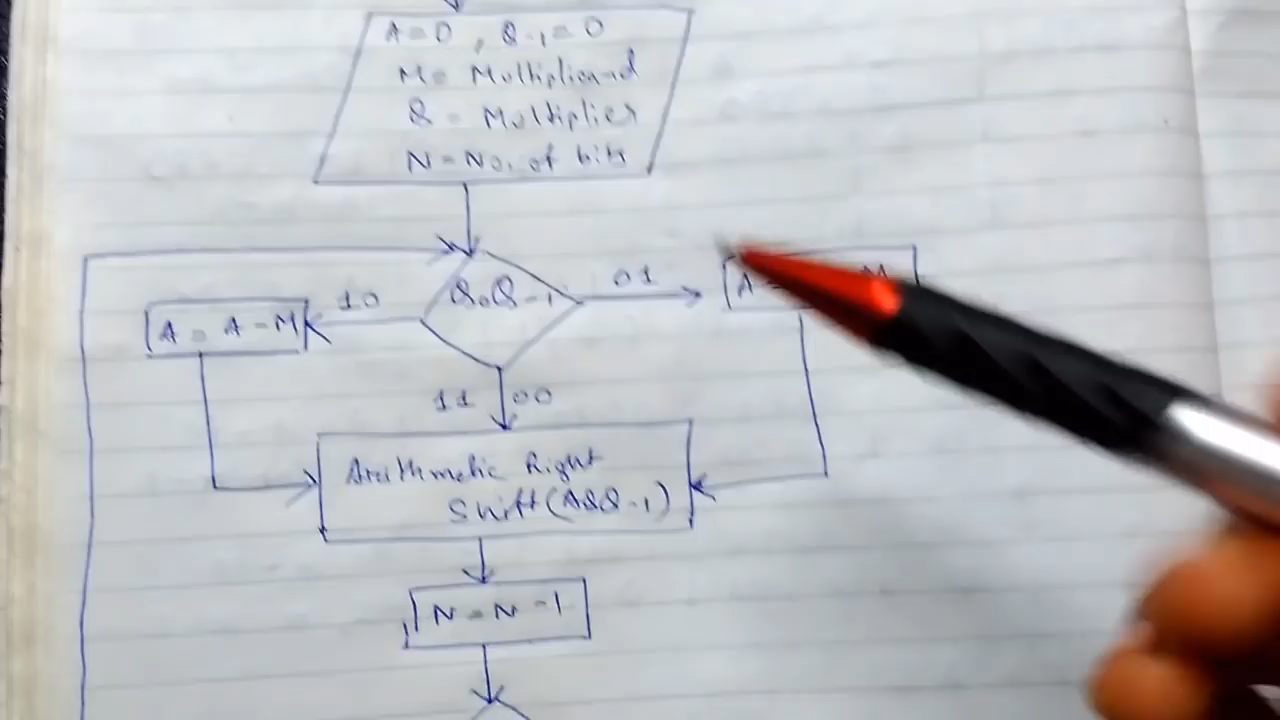 A = 0 , Q-1 = 0
M = Multiplicand
Q = Multiplier
N = No. of bits
Q0Q-1
10
01
A = A - M
A M
11 00
Arithmetic Right
Shift (AQQ-1)
N = N - 1